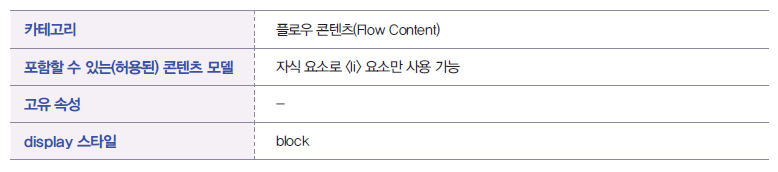 카테고리 플로우 콘텐츠(Flow Content)
포함할 수 있는(허용된) 콘텐츠 모델 자식 요소로 〈li〉 요소만 사용 가능
고유 속성 –
display 스타일 block